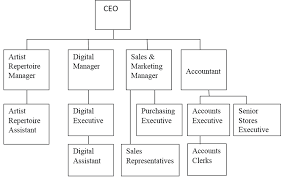 CEO
Artist
Repertoire
Manager
Digital
Manager
Sales &
Marketing
Manager
Accountant
Artist
Repertoire
Assistant
Digital
Executive
Purchasing
Executive
Accounts
Executive
Senior
Stores
Executive
Digital
Assistant
Sales
Representatives
Accounts
Clerks